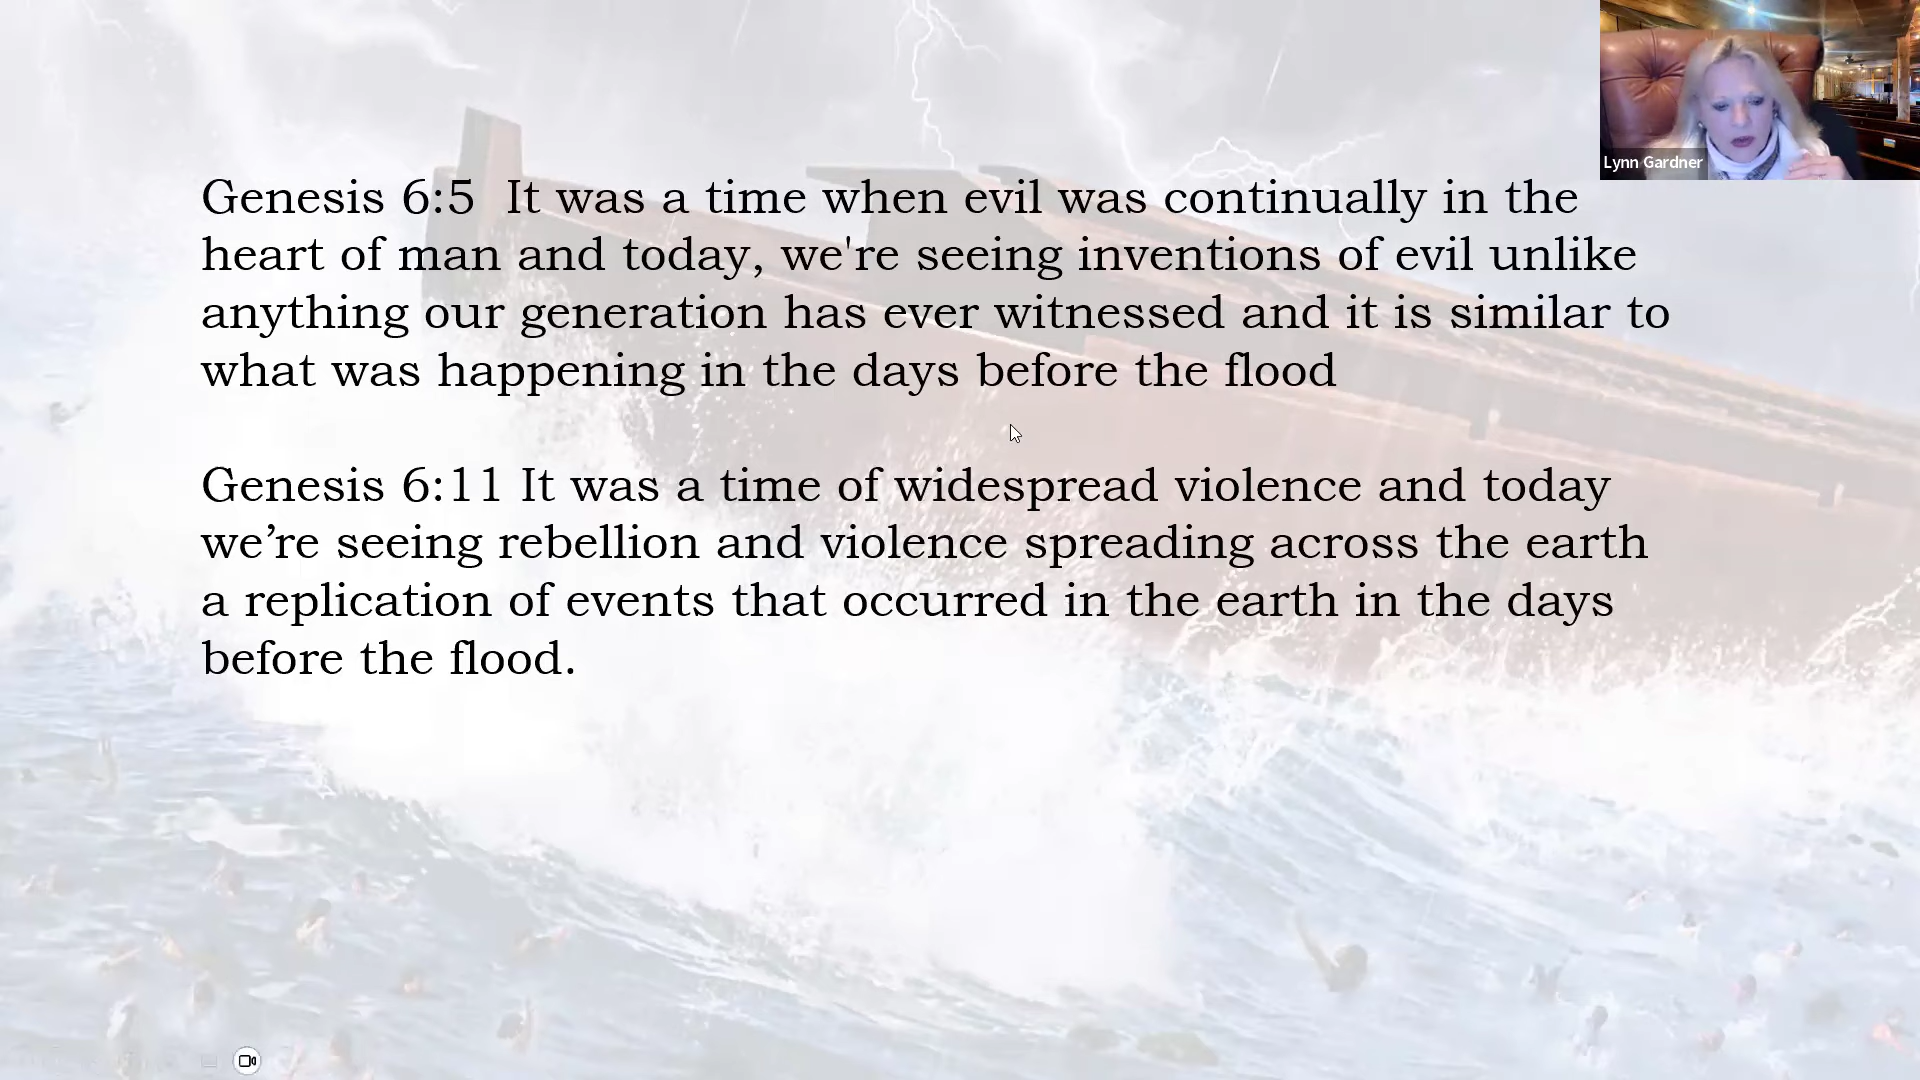 Lynn Gardner
Genesis 6:5  It was a time when evil was continually in the
heart of man and today, we're seeing inventions of evil unlike
anything our generation has ever witnessed and it is similar to
what was happening in the days before the flood
Genesis 6:11 It was a time of widespread violence and today
we’re seeing rebellion and violence spreading across the earth
a replication of events that occurred in the earth in the days
before the flood.